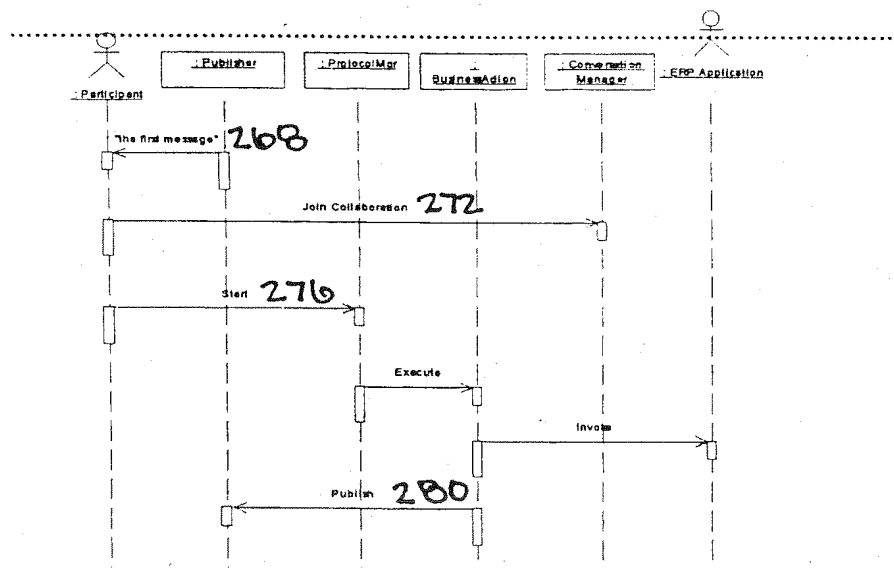 : Publisher
: ProtocolMgr
:
BusinessAction
: Conversation
Manager
: ERP Application
: Participant
"the first message" 268
Join Collaboration 272
Start 276
Execute
Invoke
Publish 280